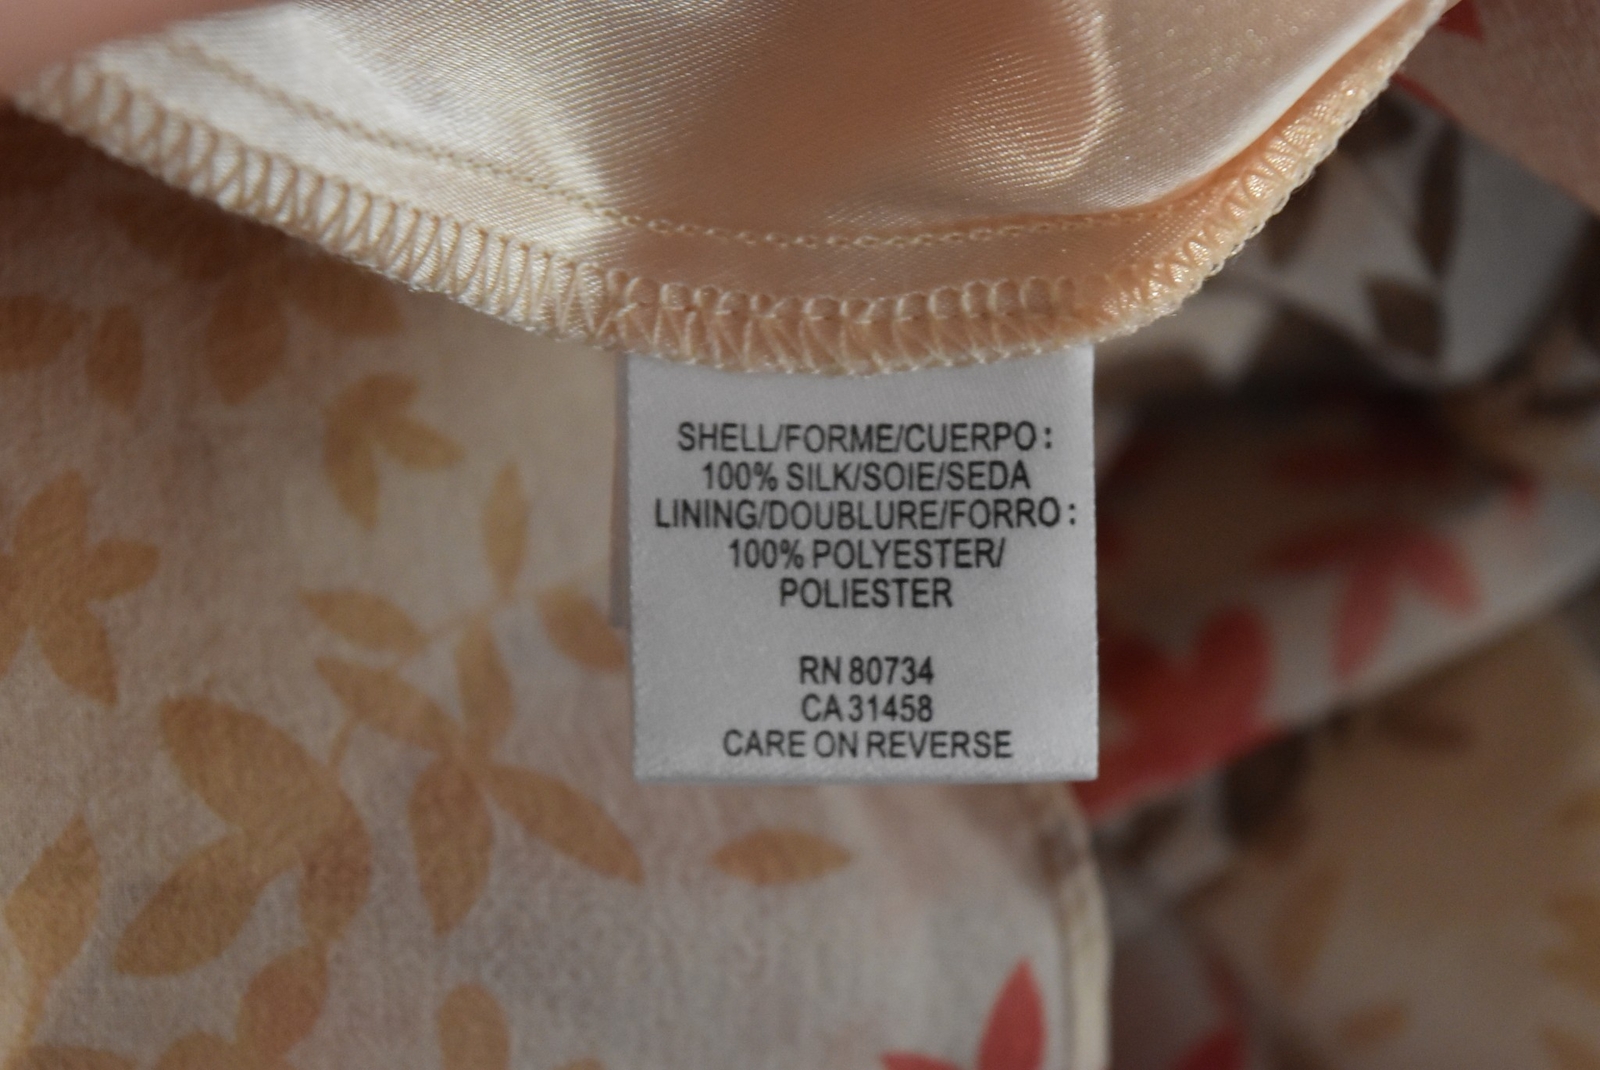 SHELL/FORME/CUERPO:
100% SILK/SOIE/SEDA
LINING/DOUBLURE/FORRO:
100% POLYESTER/
POLIESTER
RN 80734
CA 31458
CARE ON REVERSE